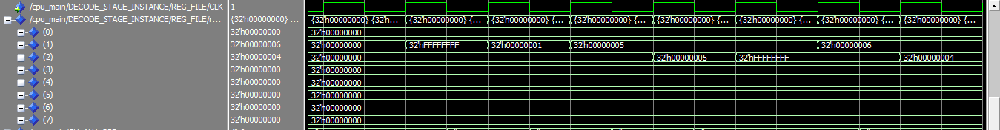 /cpu_main/DECODE_STAGE_INSTANCE/REG_FILE/CLK 1
/cpu_main/DECODE_STAGE_INSTANCE/REG_FILE/r... {32'h00000000} ... {32'h00000000} {32'h... {32'h00000000} {... {32'h00000000} {... {32'h00000000} {... {32'h00000000} {... {32'h00000000} {... {32'h00000000} {... {32'h00000000} {...
(0) 32'h00000000 32'h00000000
(1) 32'h00000006 32'h00000000 32'hFFFFFFFF 32'h00000001 32'h00000005 32'h00000006
(2) 32'h00000004 32'h00000000 32'h00000005 32'hFFFFFFFF 32'h00000004
(3) 32'h00000000 32'h00000000
(4) 32'h00000000 32'h00000000
(5) 32'h00000000 32'h00000000
(6) 32'h00000000 32'h00000000
(7) 32'h00000000 32'h00000000